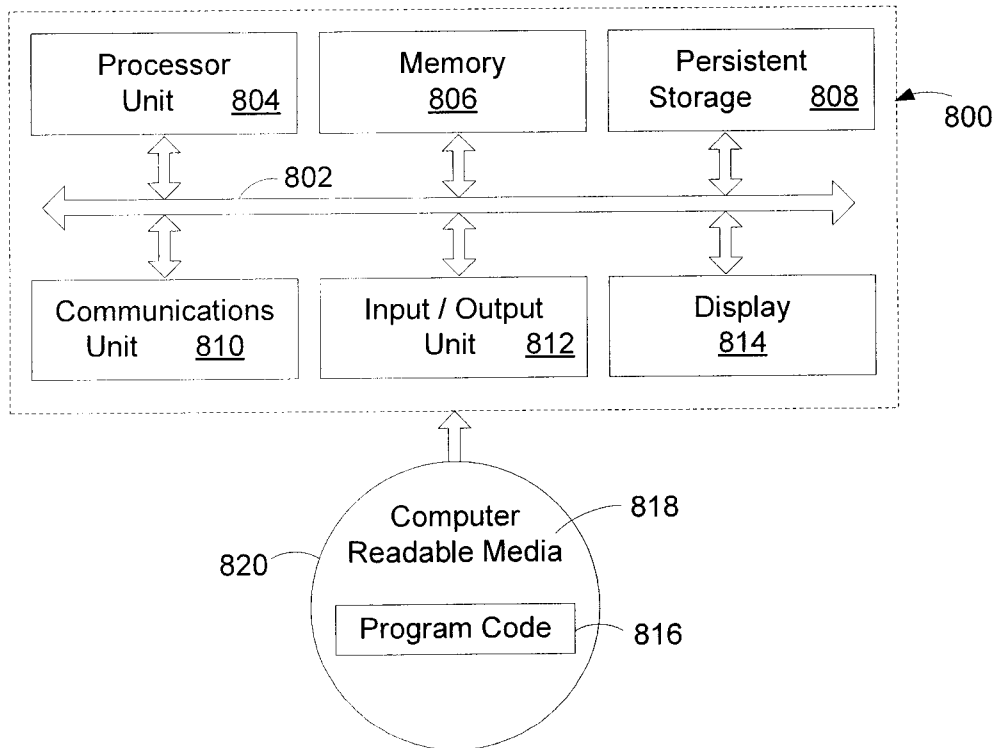 Processor
Unit 804
Memory
806
Persistent
Storage 808
800
802
Communications
Unit 810
Input / Output
Unit 812
Display
814
Computer
Readable Media
818
820
Program Code
816